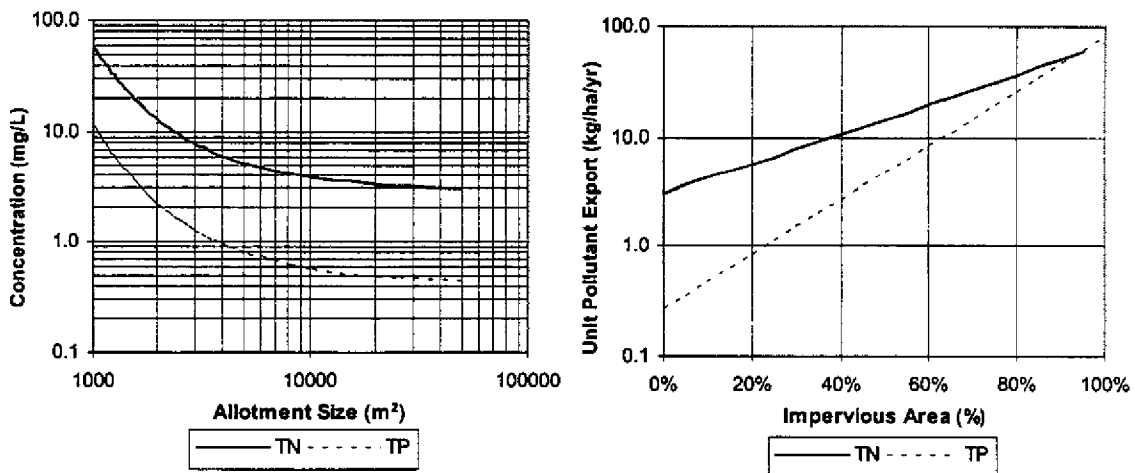 Concentration (mg/L)
100.0
10.0
1.0
0.1
1000
10000
100000
Allotment Size (m²)
TN
TP
Unit Pollutant Export (kg/ha/yr)
100.0
10.0
1.0
0.1
0%
20%
40%
60%
80%
100%
Impervious Area (%)
TN
TP